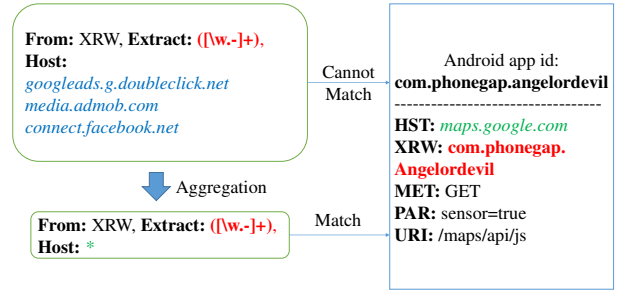 From: XRW, Extract: ([\w.-]+),
Host:
googleads.g.doubleclick.net
media.admob.com
connect.facebook.net
Cannot
Match
Aggregation
From: XRW, Extract: ([\w.-]+),
Host: *
Match
Android app id:
com.phonegap.angelordevil
----------------------------------
HST: maps.google.com
XRW: com.phonegap.
Angelordevil
MET: GET
PAR: sensor=true
URI: /maps/api/js